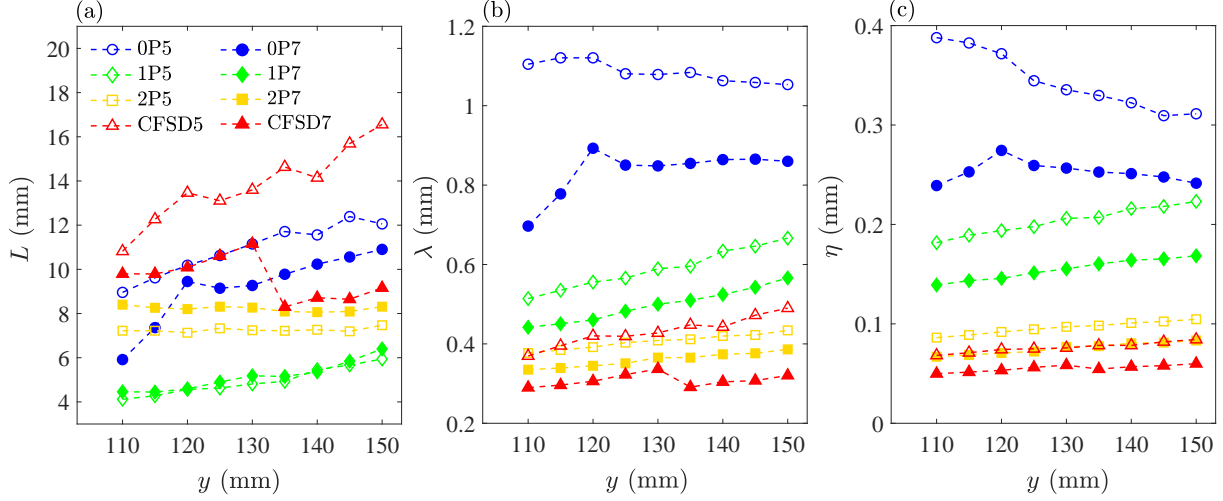 (a)
L (mm)
20
18
16
14
12
10
8
6
4
0P5 0P7
1P5 1P7
2P5 2P7
CFSD5 CFSD7
110 120 130 140 150
y (mm)
(b)
λ (mm)
1.2
1
0.8
0.6
0.4
0.2
110 120 130 140 150
y (mm)
(c)
η (mm)
0.4
0.3
0.2
0.1
0
110 120 130 140 150
y (mm)